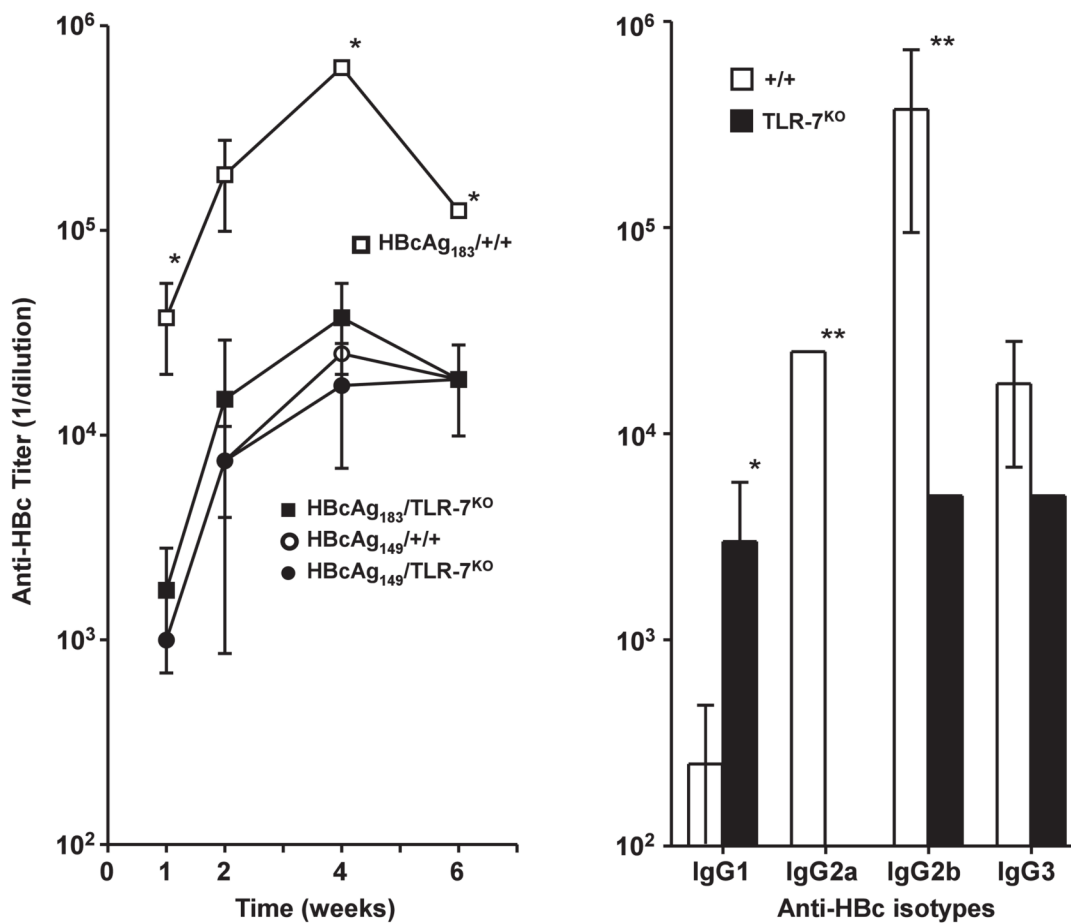 Anti-HBc Titer (1/dilution)
10⁶
10⁵
10⁴
10³
10²
*
*
*
HBcAg₁₈₃/+/+
HBcAg₁₈₃/TLR-7ᴷᴼ
HBcAg₁₄₉/+/+
HBcAg₁₄₉/TLR-7ᴷᴼ
0 1 2 4 6
Time (weeks)
10⁶
10⁵
10⁴
10³
10²
+/+
TLR-7ᴷᴼ
*
**
**
IgG1 IgG2a IgG2b IgG3
Anti-HBc isotypes